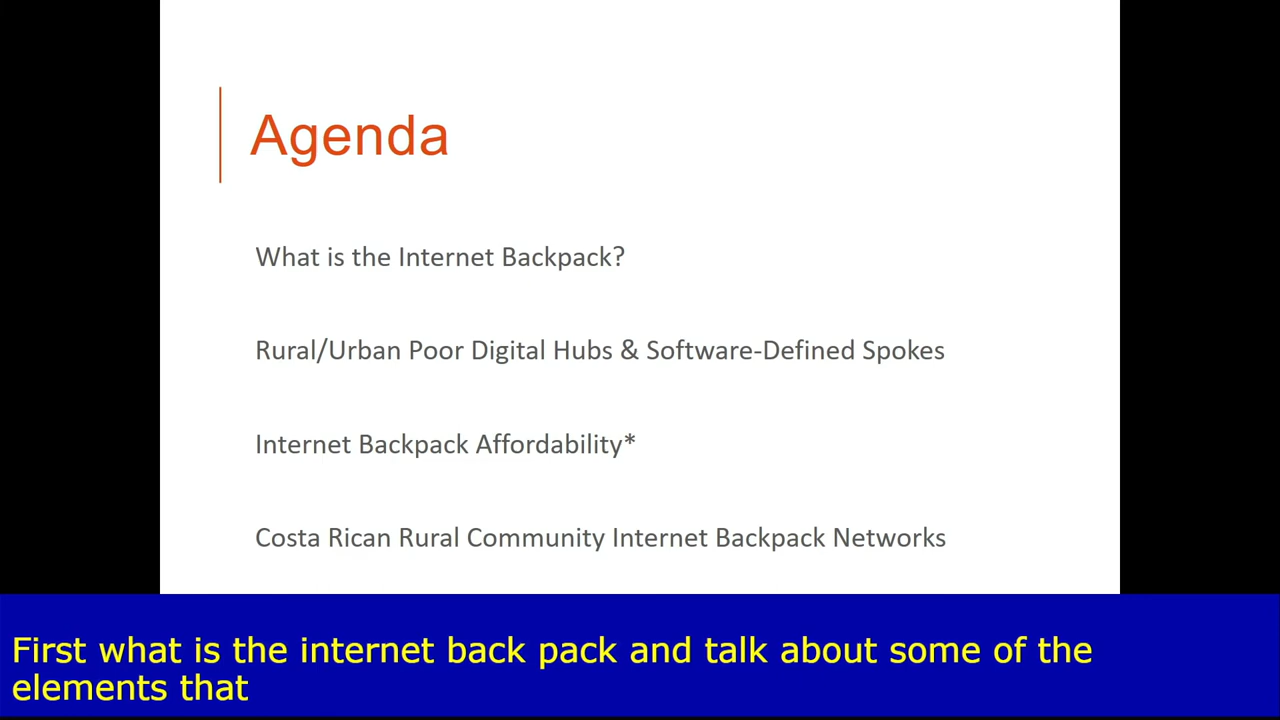 Agenda
What is the Internet Backpack?
Rural/Urban Poor Digital Hubs & Software-Defined Spokes
Internet Backpack Affordability*
Costa Rican Rural Community Internet Backpack Networks
First what is the internet back pack and talk about some of the
elements that